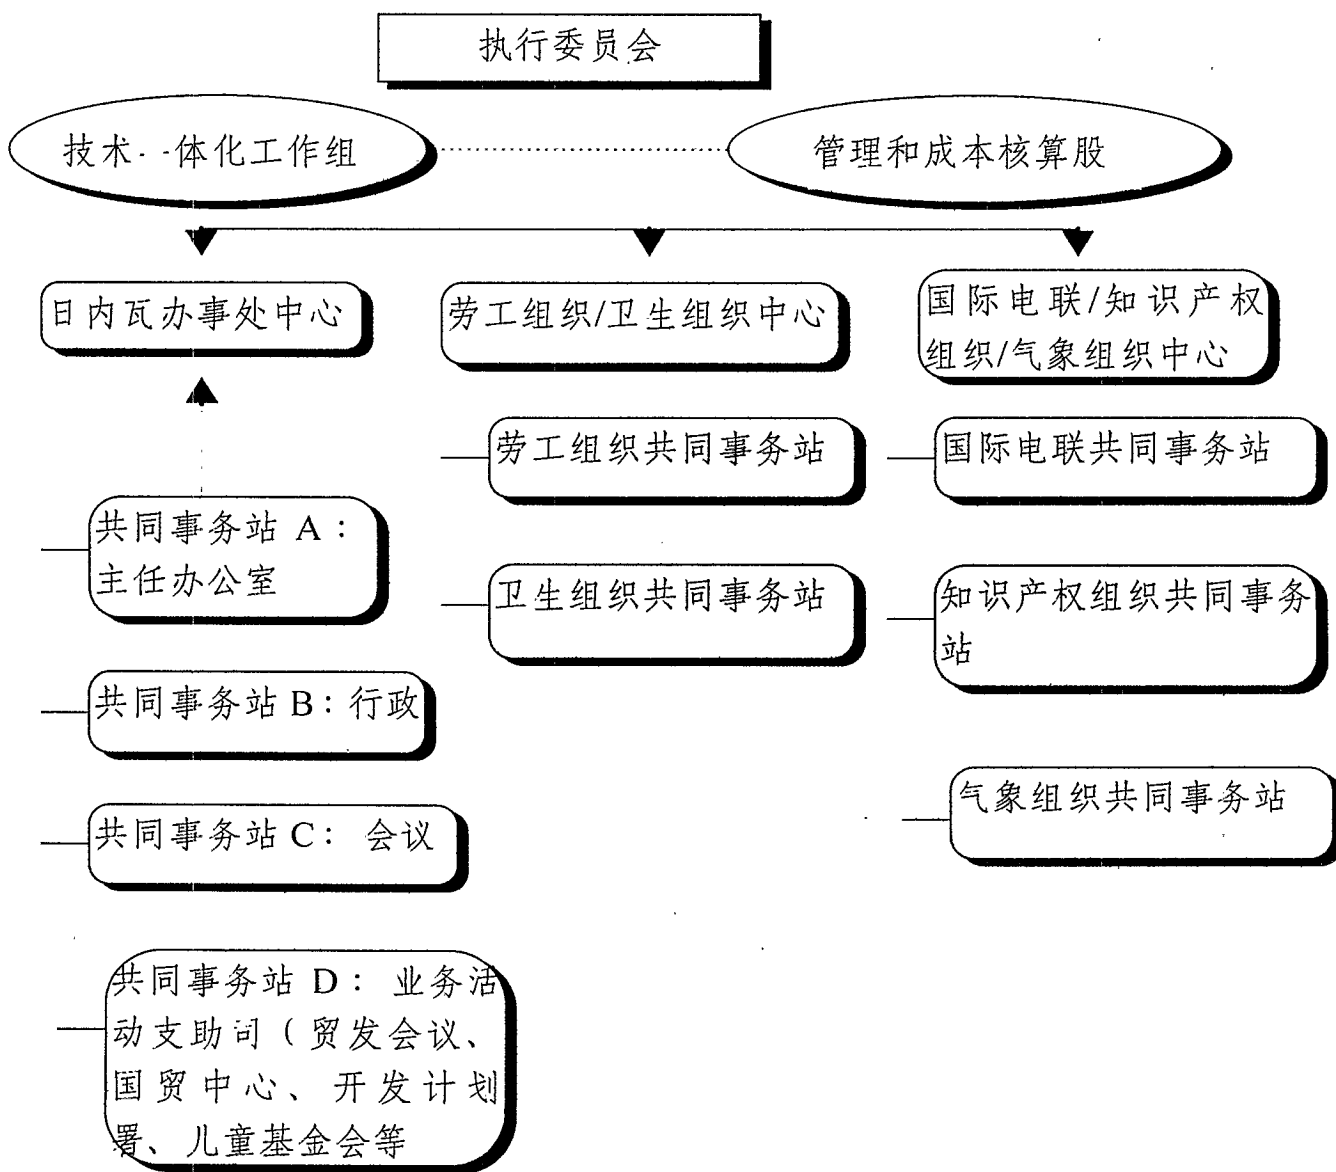 执行委员会
技术一体化工作组
管理和成本核算股
日内瓦办事处中心
劳工组织/卫生组织中心
国际电联/知识产权
组织/气象组织中心
劳工组织共同事务站
国际电联共同事务站
共同事务站 A：
主任办公室
卫生组织共同事务站
知识产权组织共同事务
站
共同事务站 B：行政
气象组织共同事务站
共同事务站 C： 会议
共同事务站 D： 业务活
动支助司（贸发会议、
国贸中心、开发计划
署、儿童基金会等